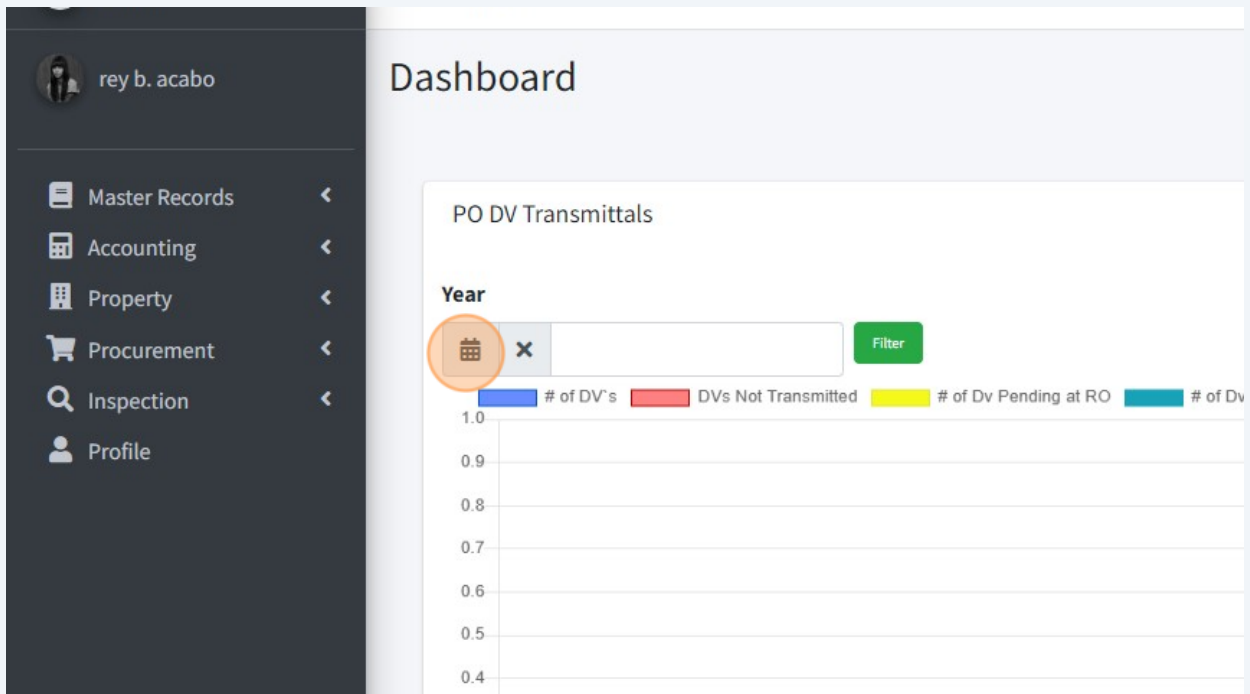 rey b. acabo
Master Records
Accounting
Property
Procurement
Inspection
Profile
Dashboard
PO DV Transmittals
Year
Filter
# of DV`s
DVs Not Transmitted
# of Dv Pending at RO
# of Dv
1.0
0.9
0.8
0.7
0.6
0.5
0.4